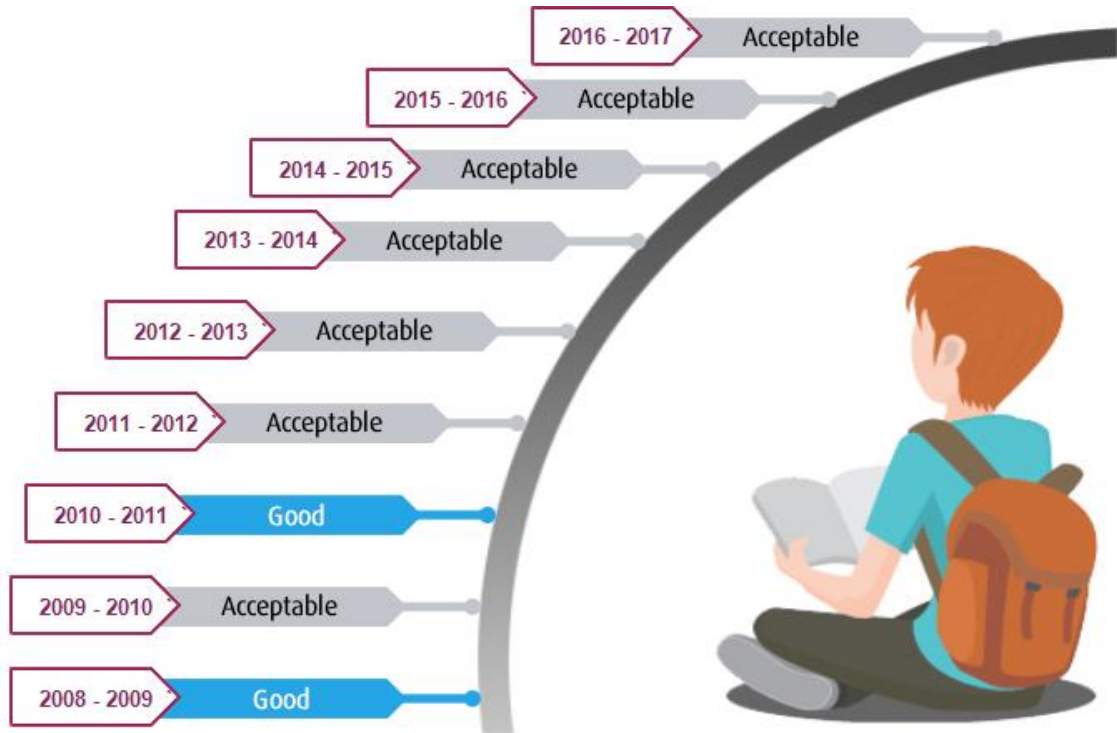 2016 - 2017 Acceptable
2015 - 2016 Acceptable
2014 - 2015 Acceptable
2013 - 2014 Acceptable
2012 - 2013 Acceptable
2011 - 2012 Acceptable
2010 - 2011 Good
2009 - 2010 Acceptable
2008 - 2009 Good